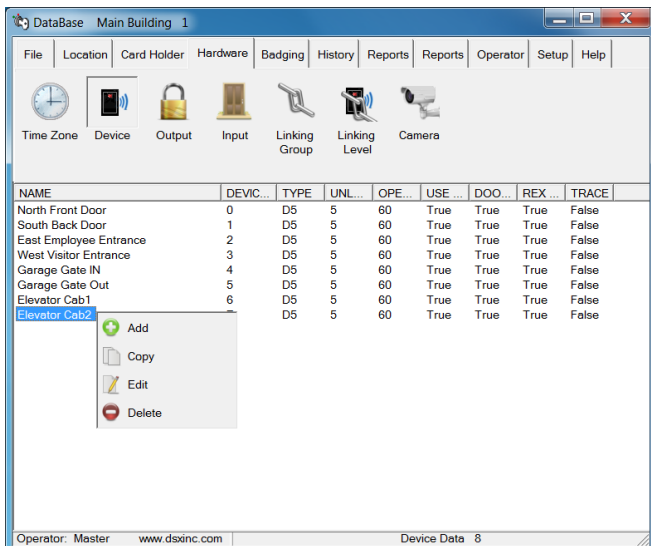 DataBase Main Building 1
File Location Card Holder Hardware Badging History Reports Reports Operator Setup Help
Time Zone Device Output Input Linking Group Linking Level Camera
NAME DEVIC... TYPE UNL... OPE... USE ... DOO... REX ... TRACE
North Front Door 0 D5 5 60 True True True False
South Back Door 1 D5 5 60 True True True False
East Employee Entrance 2 D5 5 60 True True True False
West Visitor Entrance 3 D5 5 60 True True True False
Garage Gate IN 4 D5 5 60 True True True False
Garage Gate Out 5 D5 5 60 True True True False
Elevator Cab1 6 D5 5 60 True True True False
Elevator Cab2 D5 5 60 True True True False
Add
Copy
Edit
Delete
Operator: Master www.dsxinc.com Device Data 8